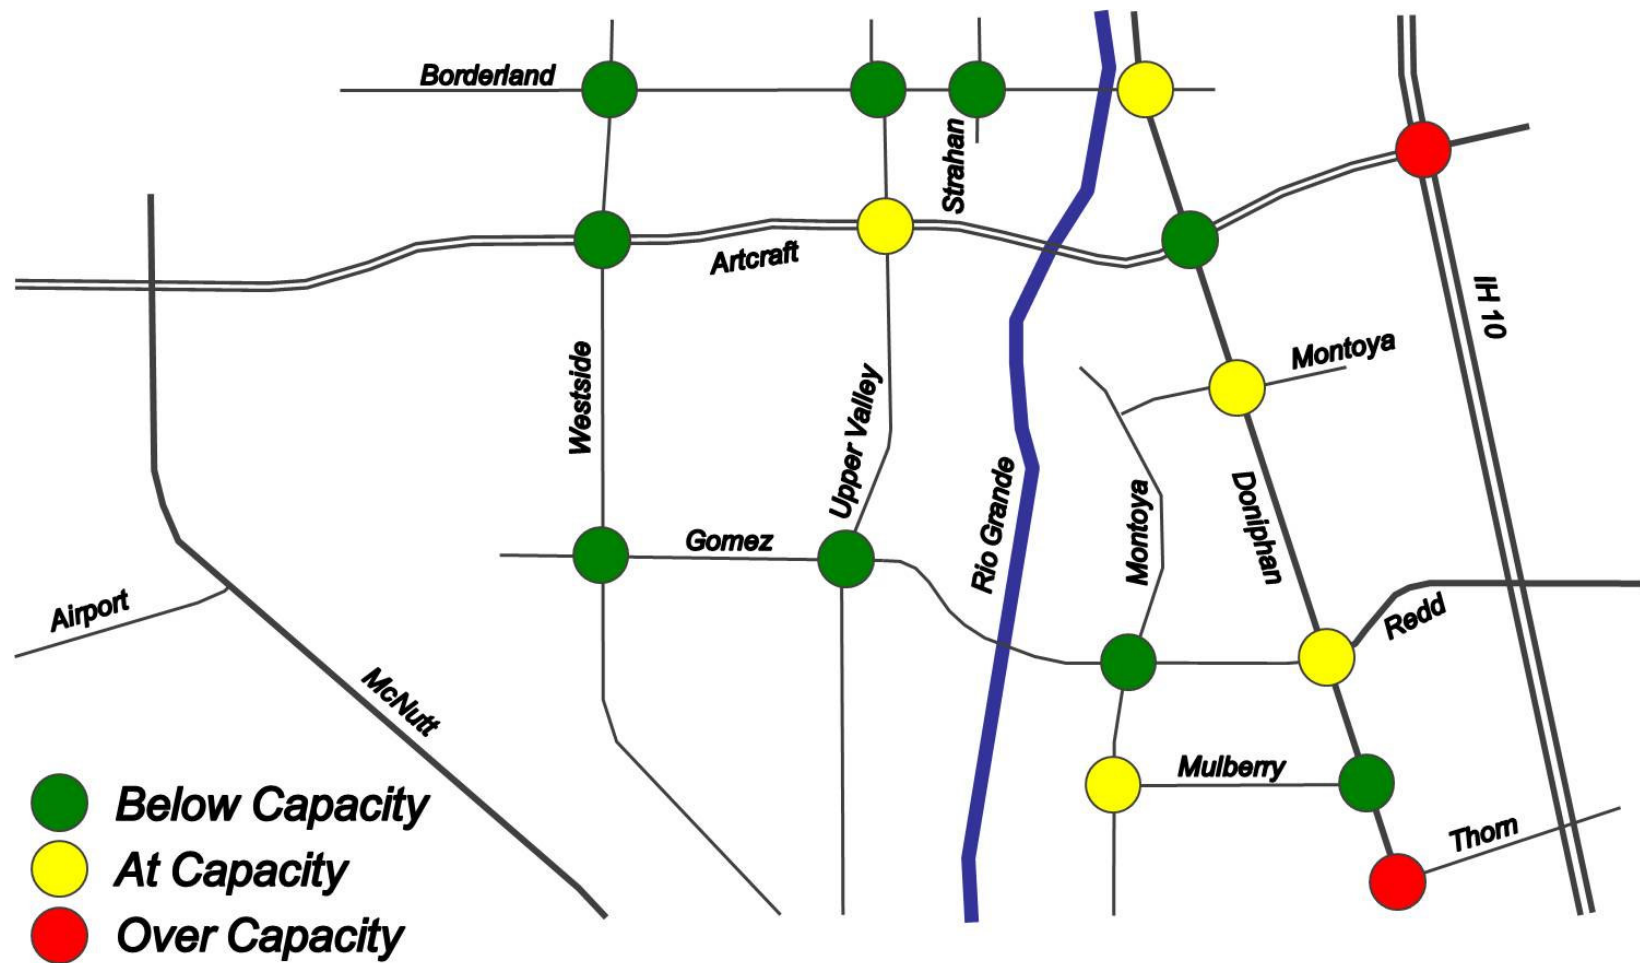 Borderland
Strahan
Artcraft
IH 10
Montoya
Westside
Upper Valley
Rio Grande
Montoya
Doniphan
Gomez
Airport
Redd
McNutt
Mulberry
Thorn
Below Capacity
At Capacity
Over Capacity